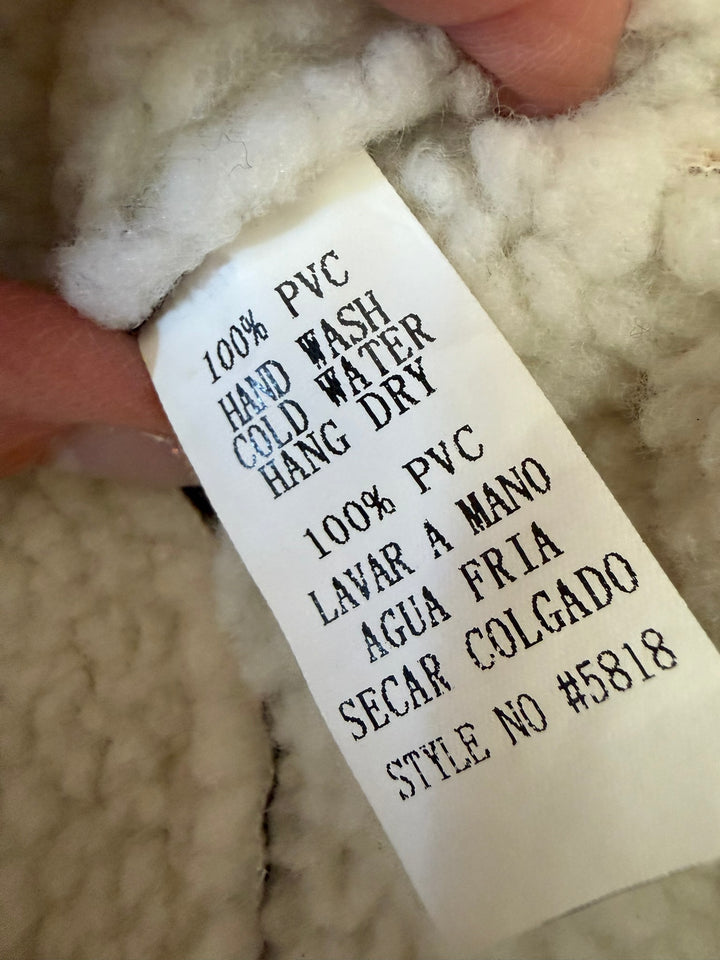 100% PVC
HAND WASH
COLD WATER
HANG DRY
100% PVC
LAVAR A MANO
AGUA FRIA
SECAR COLGADO
STYLE NO #5818